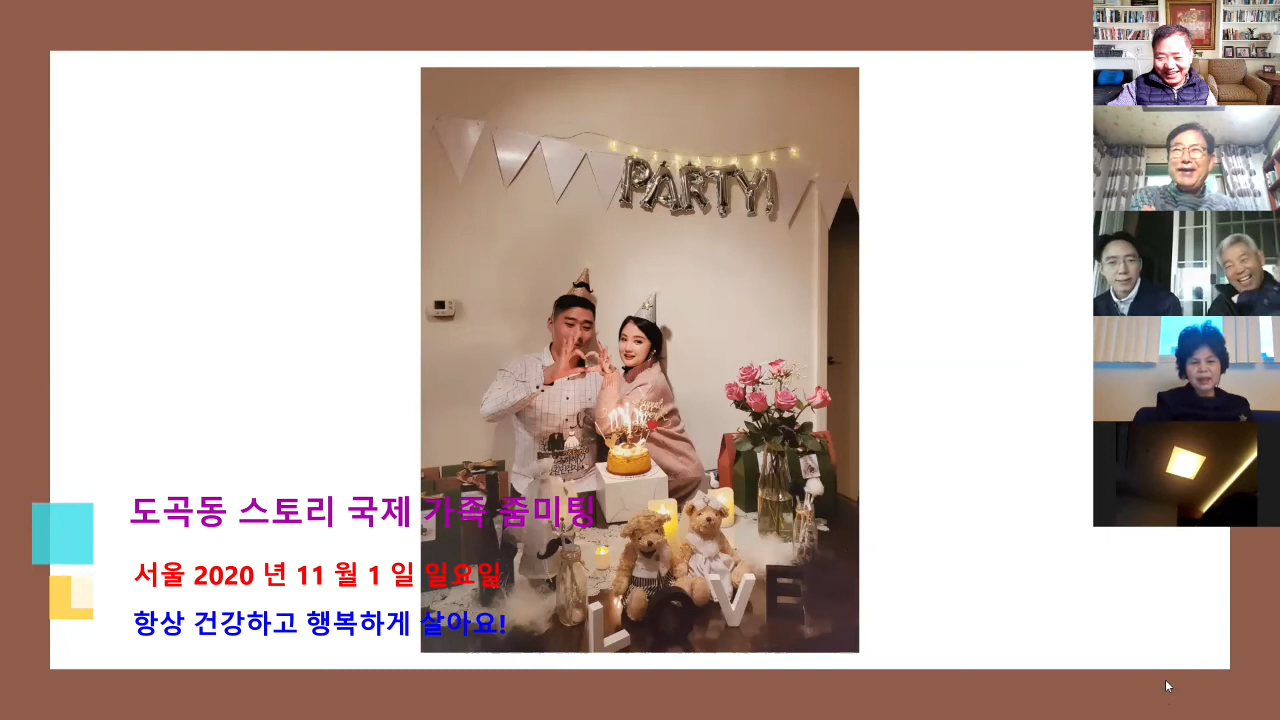 PARTY!
도곡동 스토리 국제 가족 줌미팅
서울 2020 년 11 월 1 일 일요일
항상 건강하고 행복하게 살아요!
LOVE